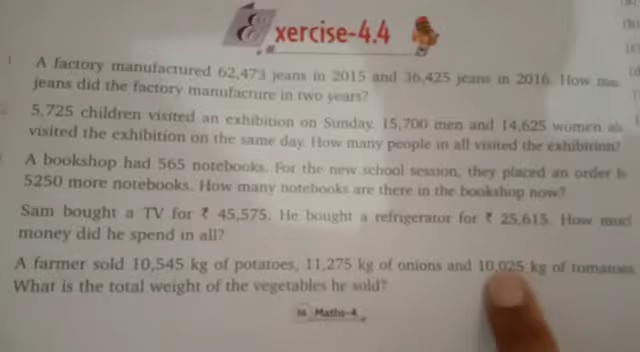 Exercise-4.4
1 A factory manufactured 62,473 jeans in 2015 and 36,425 jeans in 2016. How
jeans did the factory manufacture in two years?
2 5,725 children visited an exhibition on Sunday. 15,700 men and 14,625 women
visited the exhibition on the same day. How many people in all visited the exhibition?
A bookshop had 565 notebooks. For the new school session, they placed an order
5250 more notebooks. How many notebooks are there in the bookshop now?
Sam bought a TV for ₹ 45,575. He bought a refrigerator for ₹ 25,615. How
money did he spend in all?
A farmer sold 10,545 kg of potatoes, 11,275 kg of onions and 10,025 kg of tomatoes
What is the total weight of the vegetables he sold?
Maths-4